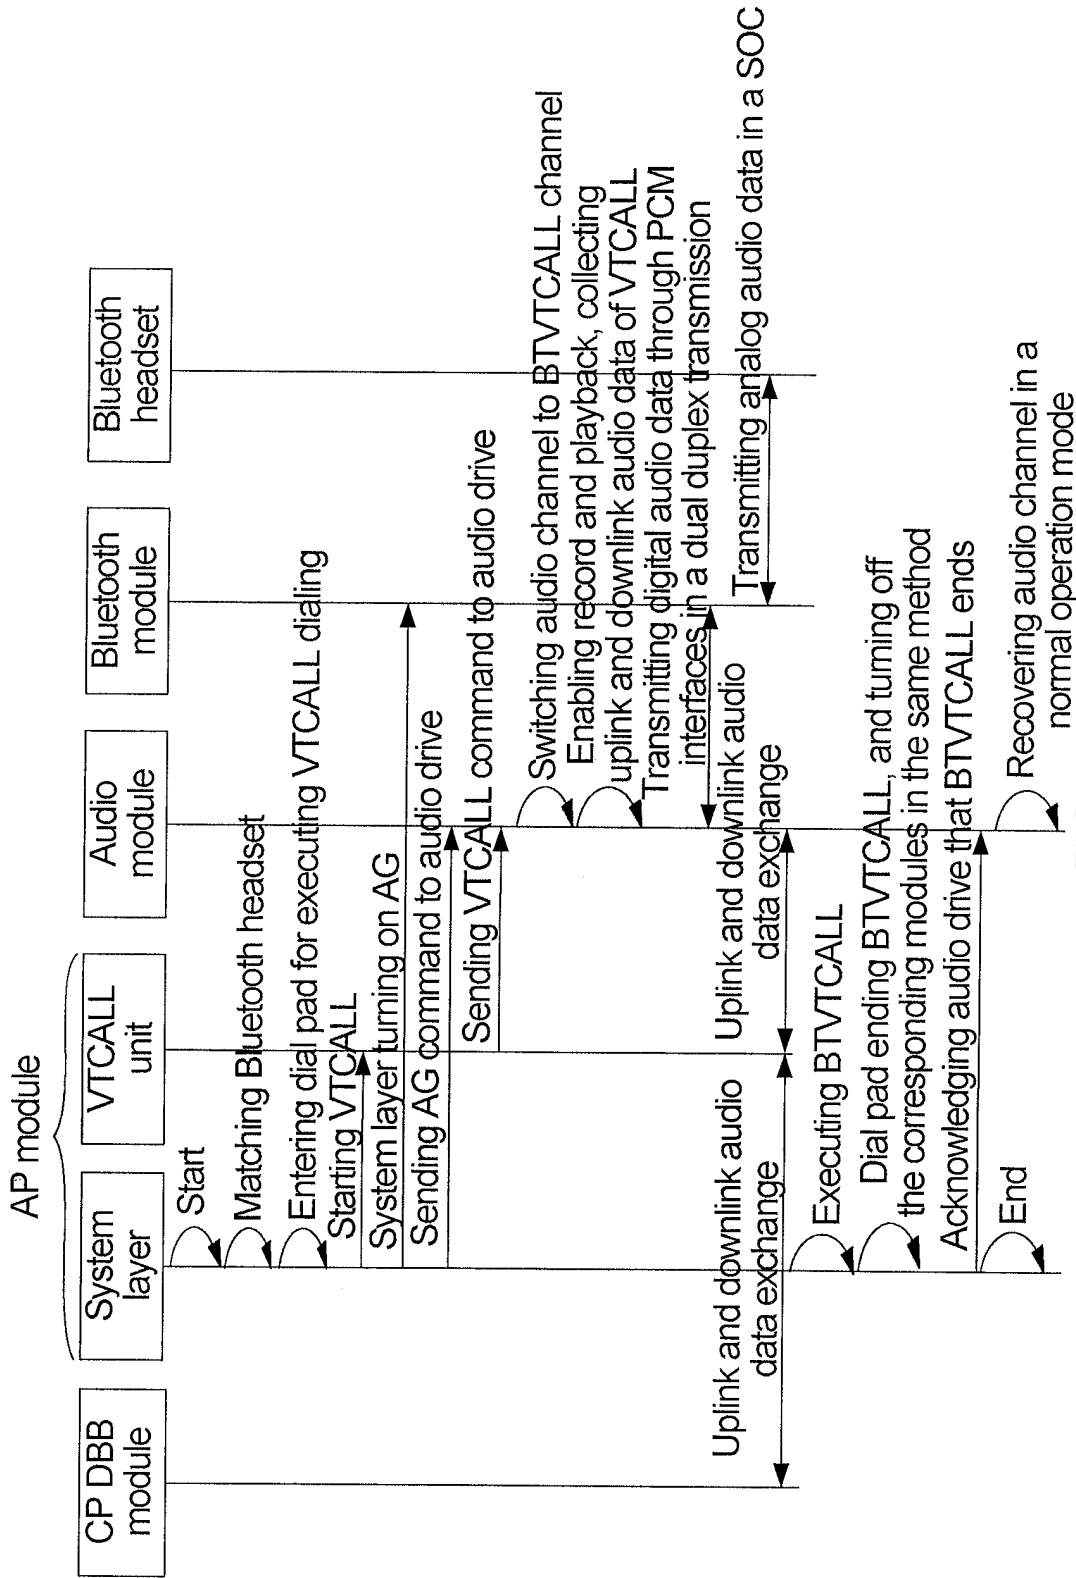 AP module
CP DBB
module
System
layer
VTCALL
unit
Audio
module
Bluetooth
module
Bluetooth
headset
Start
Matching Bluetooth headset
Entering dial pad for executing VTCALL dialing
Starting VTCALL
System layer turning on AG
Sending AG command to audio drive
Sending VTCALL command to audio drive
Switching audio channel to BTVTCALL channel
Enabling record and playback, collecting
uplink and downlink audio data of VTCALL
Transmitting digital audio data through PCM
interfaces in a dual duplex transmission
Transmitting analog audio data in a SOC
Uplink and downlink audio
data exchange
Uplink and downlink audio
data exchange
Executing BTVTCALL
Dial pad ending BTVTCALL, and turning off
the corresponding modules in the same method
Acknowledging audio drive that BTVTCALL ends
End
Recovering audio channel in a
normal operation mode